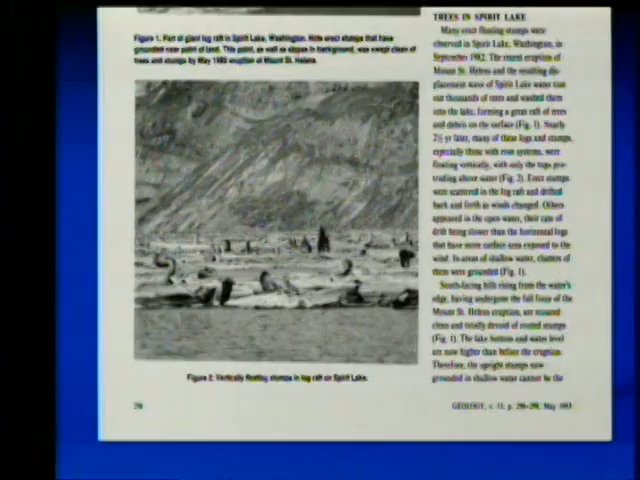 Figure 1. Part of giant log raft in Spirit Lake, Washington. Note erect stumps that have
grounded near point of land. This point, as well as slopes in background, was swept clean of
trees and stumps by May 1980 eruption at Mount St. Helens.
Figure 2. Vertically floating stumps in log raft on Spirit Lake.
TREES IN SPIRIT LAKE
Many erect floating stumps were
observed in Spirit Lake, Washington, in
September 1982. The recent eruption of
Mount St. Helens and the resulting dis-
placement wave of Spirit Lake water tore
out thousands of trees and washed them
into the lake, forming a great raft of trees
and debris on the surface (Fig. 1). Nearly
2½ yr later, many of these logs and stumps,
especially those with root systems, were
floating vertically, with only the tops pro-
truding above water (Fig. 2). Erect stumps
were scattered in the log raft and drifted
back and forth as winds changed. Others
appeared in the open water, their rate of
drift being slower than the horizontal logs
that have more surface area exposed to the
wind. In areas of shallow water, clusters of
them were grounded (Fig. 1).
South-facing hills rising from the water's
edge, having undergone the full force of the
Mount St. Helens eruption, are scoured
clean and totally devoid of rooted stumps
(Fig. 1). The lake bottom and water level
are now higher than before the eruption.
Therefore, the upright stumps now
grounded in shallow water cannot be the
GEOLOGY, v. 11, p. 298-299, May 1983